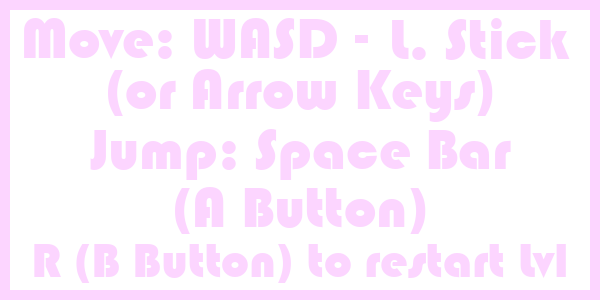 Move: WASD - L. Stick
(or Arrow Keys)
Jump: Space Bar
(A Button)
R (B Button) to restart Lvl